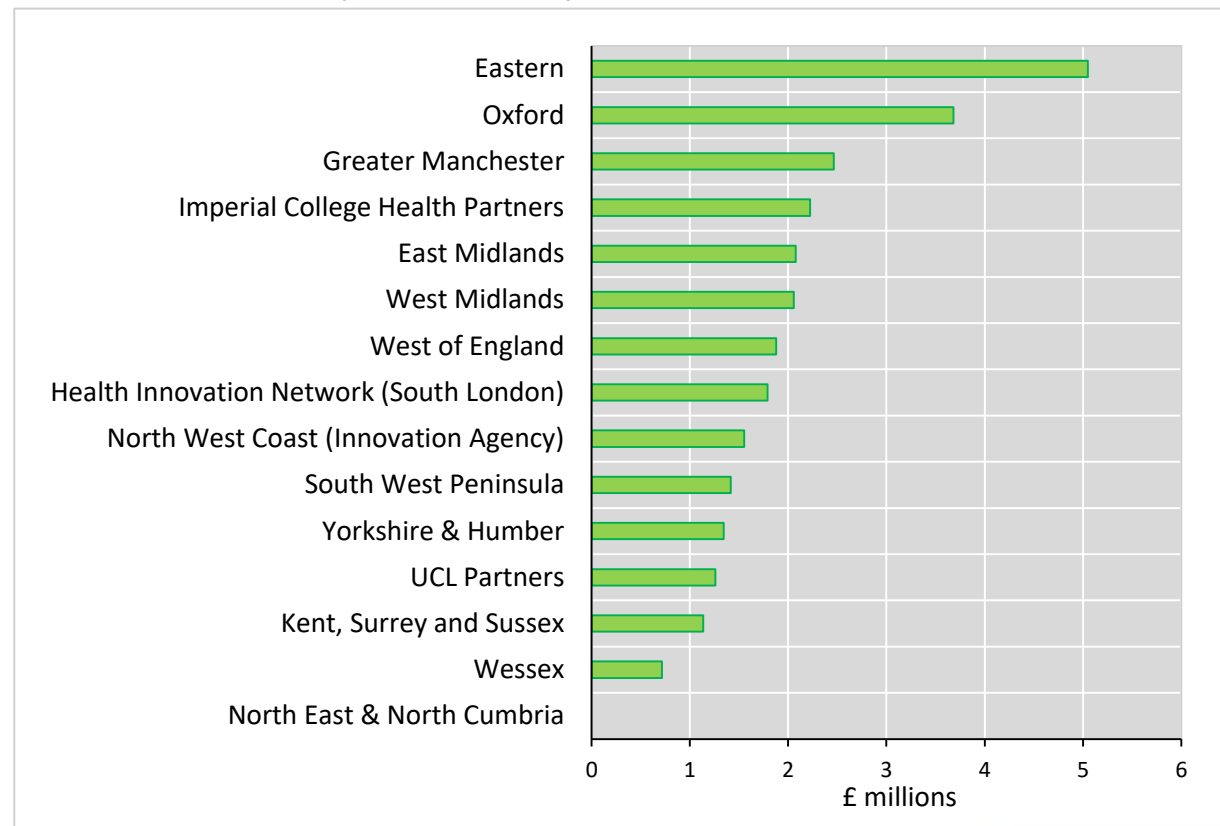 Eastern
Oxford
Greater Manchester
Imperial College Health Partners
East Midlands
West Midlands
West of England
Health Innovation Network (South London)
North West Coast (Innovation Agency)
South West Peninsula
Yorkshire & Humber
UCL Partners
Kent, Surrey and Sussex
Wessex
North East & North Cumbria
0 1 2 3 4 5 6
£ millions